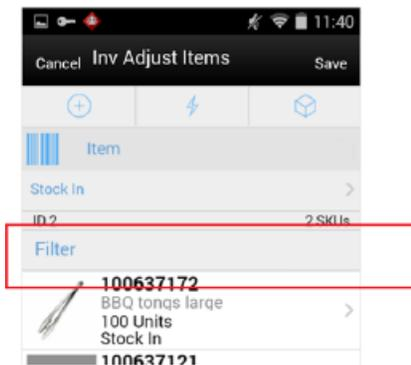 11:40
Cancel Inv Adjust Items Save
Item
Stock In
ID 2 2 SKUs
Filter
100637172
BBQ tongs large
100 Units
Stock In
100637121